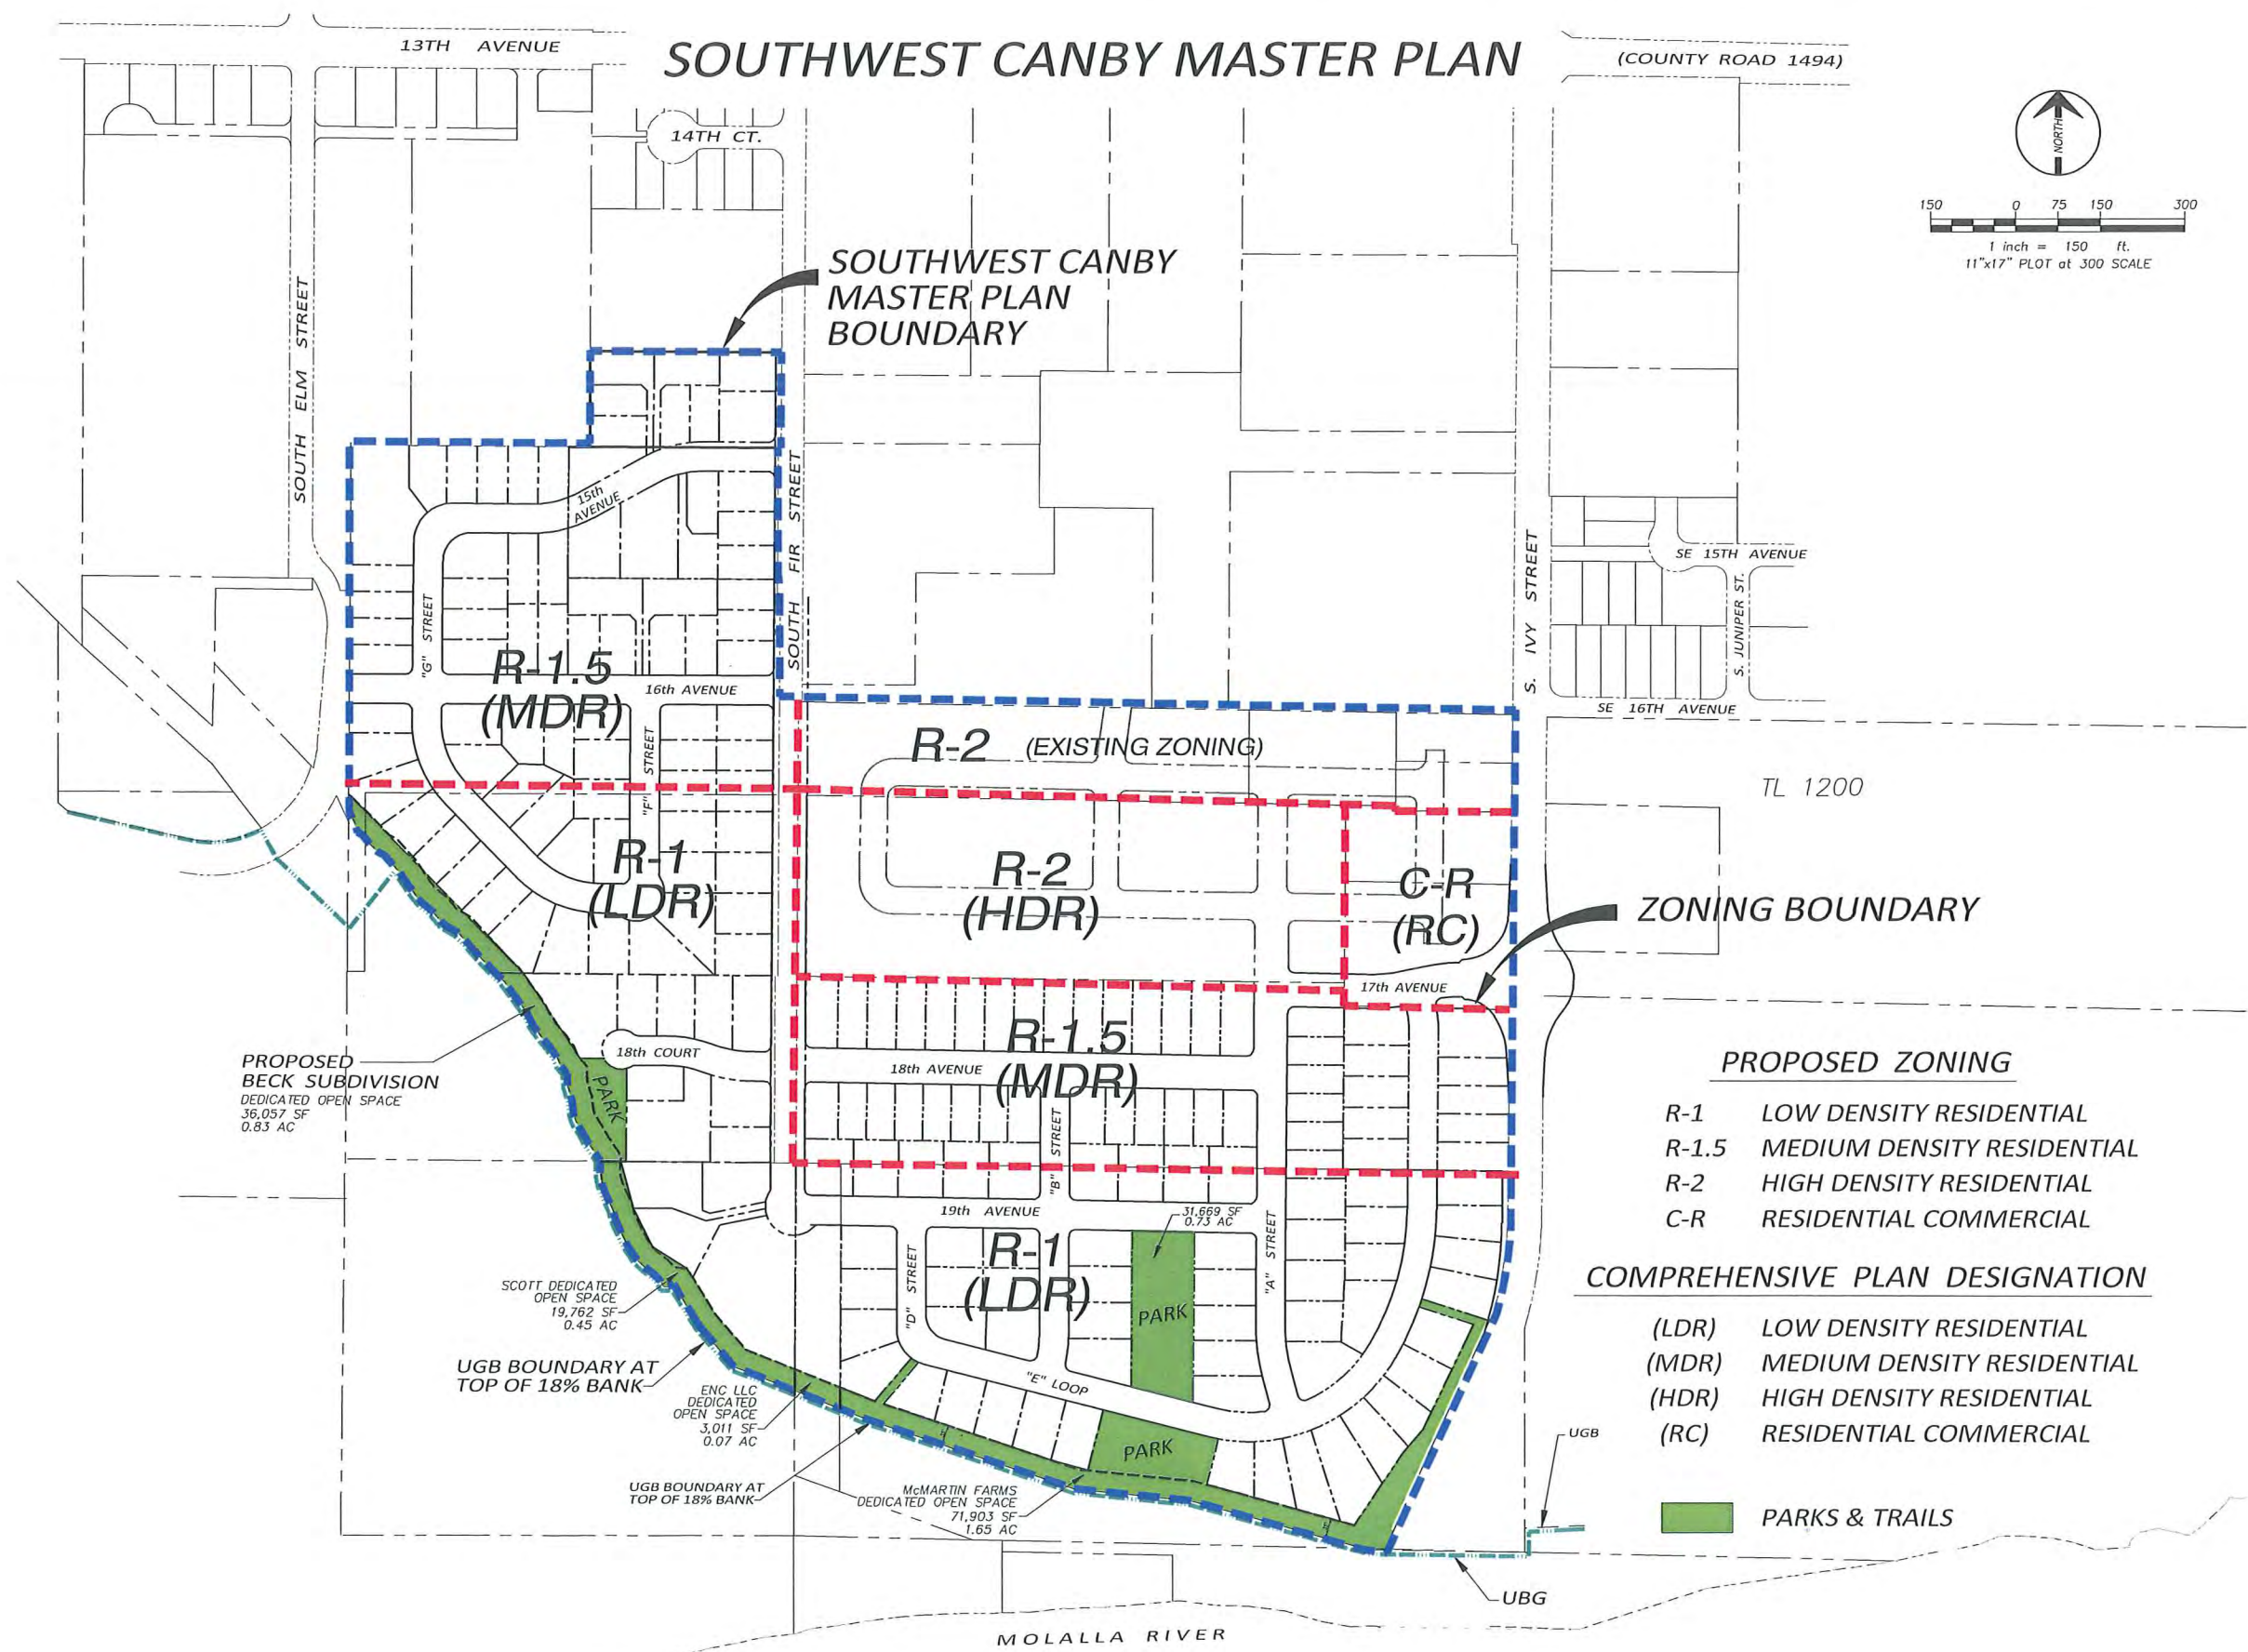 13TH AVENUE
SOUTHWEST CANBY MASTER PLAN
(COUNTY ROAD 1494)
14TH CT.
NORTH
150 0 75 150 300
1 inch = 150 ft.
11"x17" PLOT at 300 SCALE
SOUTHWEST CANBY
MASTER PLAN
BOUNDARY
SOUTH ELM STREET
SOUTH FIR STREET
S. IVY STREET
15th
AVENUE
SE 15TH AVENUE
S. JUNIPER ST.
"G" STREET
R-1.5
(MDR)
16th AVENUE
SE 16TH AVENUE
"F" STREET
R-2 (EXISTING ZONING)
TL 1200
R-1
(LDR)
R-2
(HDR)
C-R
(RC)
ZONING BOUNDARY
17th AVENUE
PROPOSED
BECK SUBDIVISION
DEDICATED OPEN SPACE
36,057 SF
0.83 AC
18th COURT
PARK
R-1.5
(MDR)
18th AVENUE
"B" STREET
19th AVENUE
31,669 SF
0.73 AC
"A" STREET
"D" STREET
R-1
(LDR)
PARK
"E" LOOP
PARK
SCOTT DEDICATED
OPEN SPACE
19,762 SF
0.45 AC
UGB BOUNDARY AT
TOP OF 18% BANK
ENC LLC
DEDICATED
OPEN SPACE
3,011 SF
0.07 AC
UGB BOUNDARY AT
TOP OF 18% BANK
McMARTIN FARMS
DEDICATED OPEN SPACE
71,903 SF
1.65 AC
PROPOSED ZONING
R-1 LOW DENSITY RESIDENTIAL
R-1.5 MEDIUM DENSITY RESIDENTIAL
R-2 HIGH DENSITY RESIDENTIAL
C-R RESIDENTIAL COMMERCIAL
COMPREHENSIVE PLAN DESIGNATION
(LDR) LOW DENSITY RESIDENTIAL
(MDR) MEDIUM DENSITY RESIDENTIAL
(HDR) HIGH DENSITY RESIDENTIAL
(RC) RESIDENTIAL COMMERCIAL
PARKS & TRAILS
UGB
UBG
MOLALLA RIVER